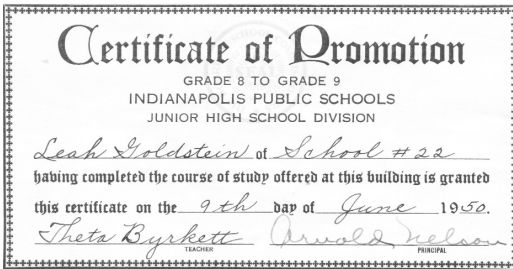 Certificate of Promotion
GRADE 8 TO GRADE 9
INDIANAPOLIS PUBLIC SCHOOLS
JUNIOR HIGH SCHOOL DIVISION
Leah Goldstein of School #22
having completed the course of study offered at this building is granted
this certificate on the 9th day of June 1950.
Theta Byrkett Arnold Nelson
TEACHER PRINCIPAL